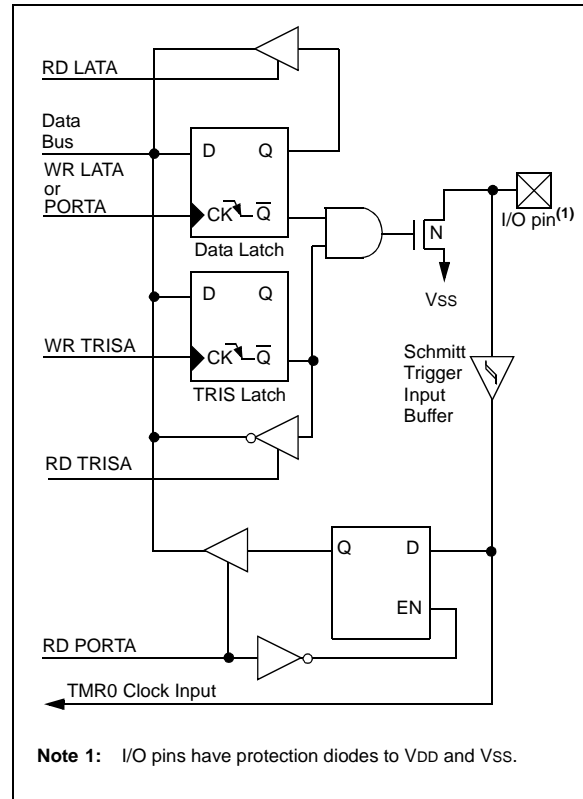 RD LATA
Data
Bus
WR LATA
or
PORTA
D Q
CK Q
Data Latch
N
I/O pin(1)
VSS
D Q
WR TRISA
CK Q
TRIS Latch
Schmitt
Trigger
Input
Buffer
RD TRISA
Q D
EN
RD PORTA
TMR0 Clock Input
Note 1: I/O pins have protection diodes to VDD and VSS.